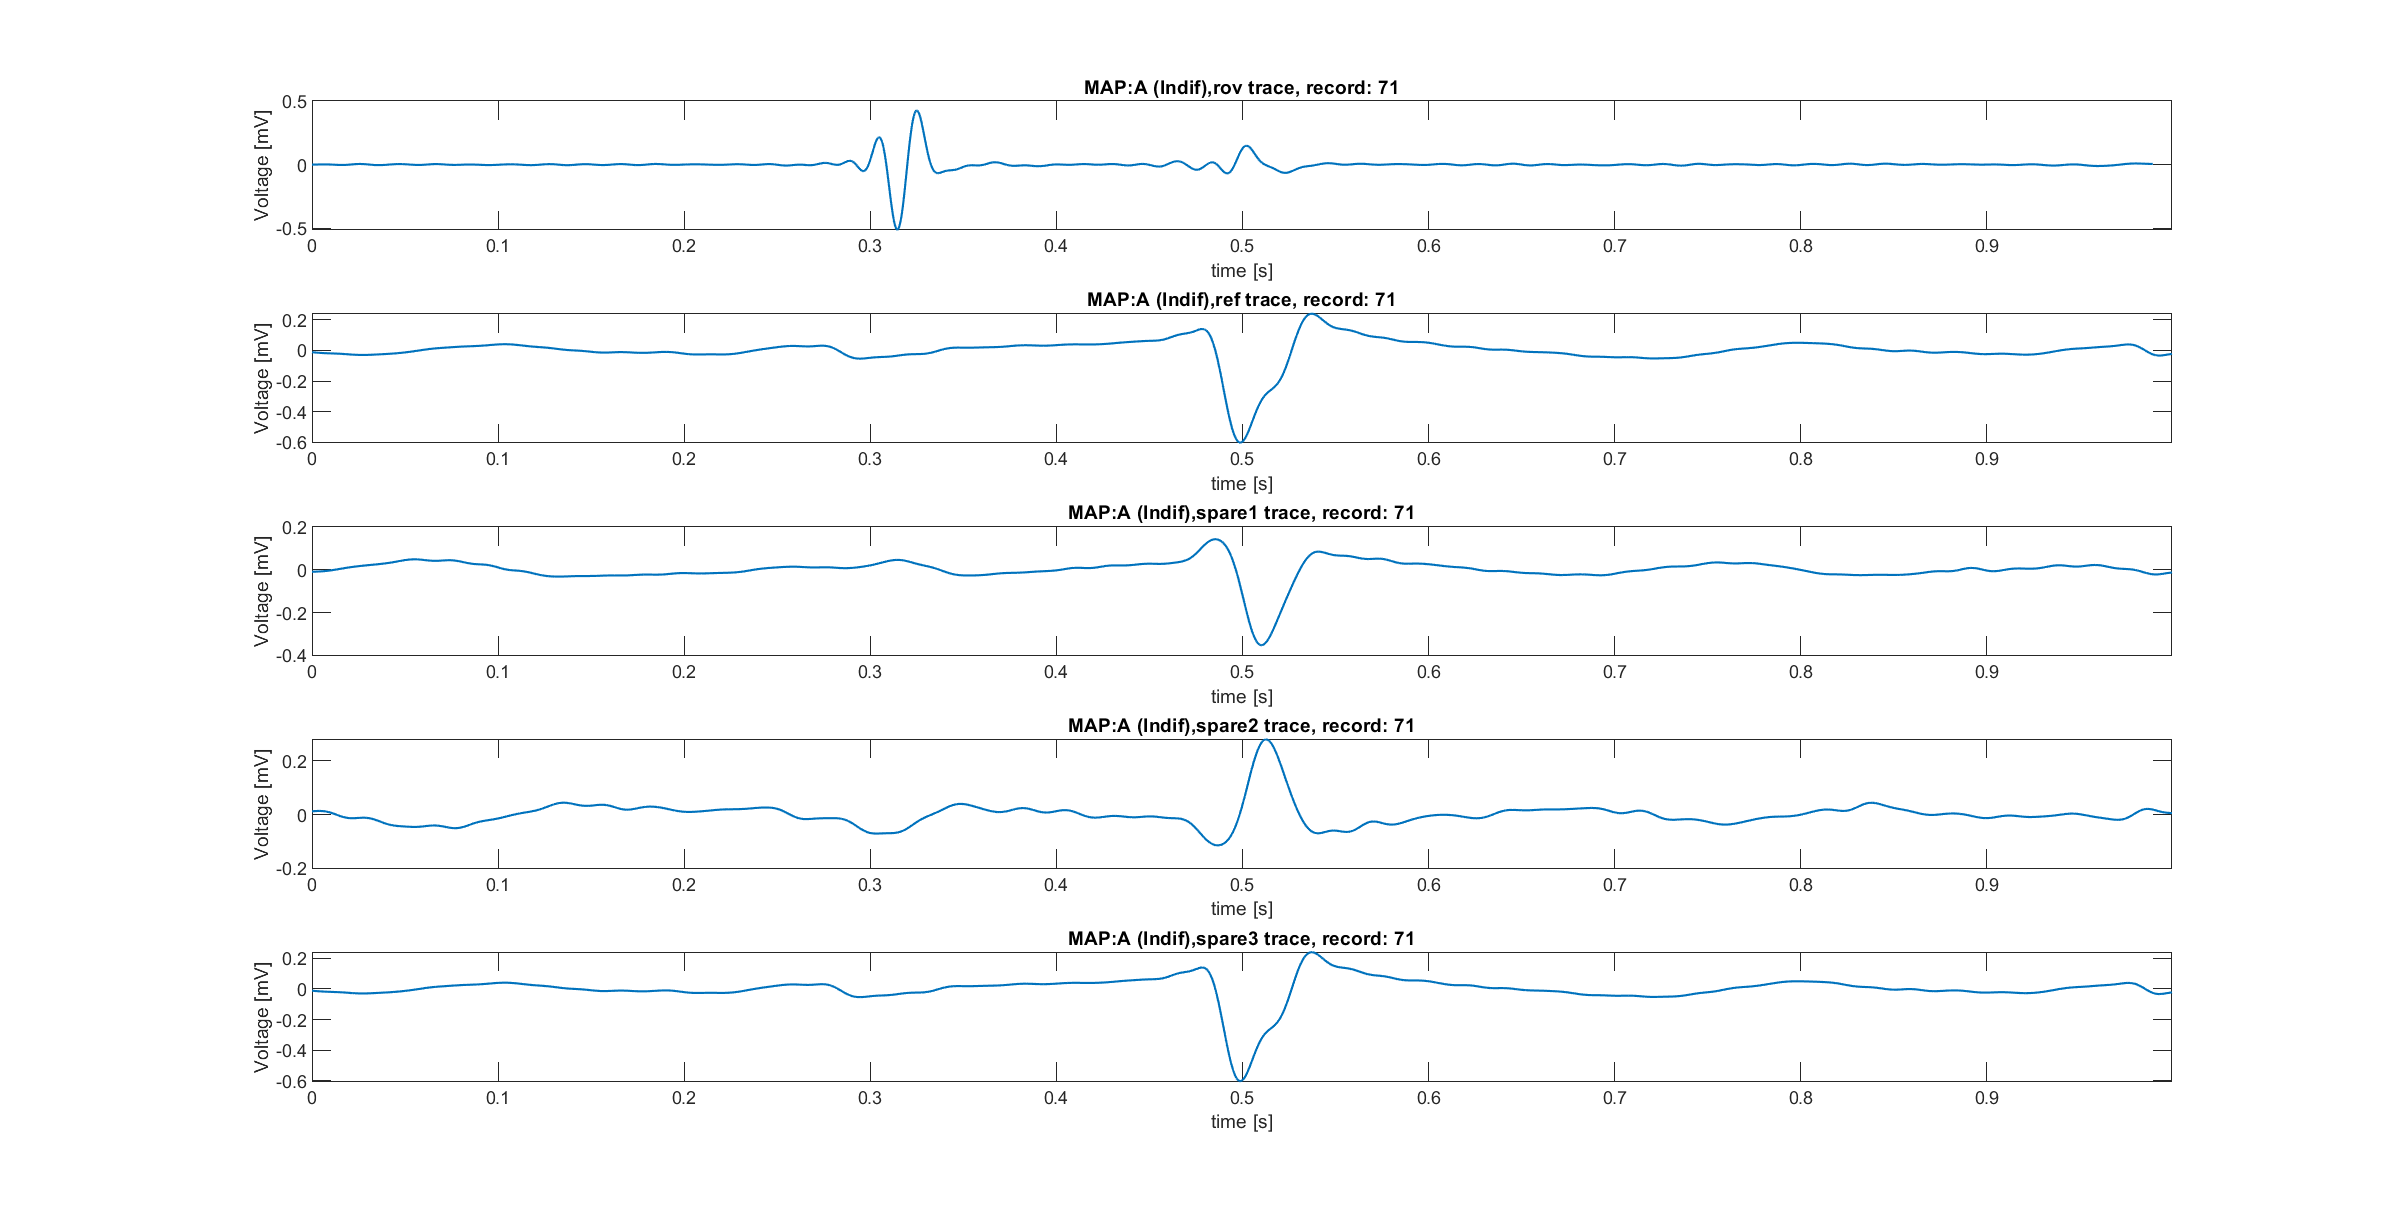 MAP:A (Indif),rov trace, record: 71
Voltage [mV]
0.5
0
-0.5
0 0.1 0.2 0.3 0.4 0.5 0.6 0.7 0.8 0.9
time [s]
MAP:A (Indif),ref trace, record: 71
Voltage [mV]
0.2
0
-0.2
-0.4
-0.6
0 0.1 0.2 0.3 0.4 0.5 0.6 0.7 0.8 0.9
time [s]
MAP:A (Indif),spare1 trace, record: 71
Voltage [mV]
0.2
0
-0.2
-0.4
0 0.1 0.2 0.3 0.4 0.5 0.6 0.7 0.8 0.9
time [s]
MAP:A (Indif),spare2 trace, record: 71
Voltage [mV]
0.2
0
-0.2
0 0.1 0.2 0.3 0.4 0.5 0.6 0.7 0.8 0.9
time [s]
MAP:A (Indif),spare3 trace, record: 71
Voltage [mV]
0.2
0
-0.2
-0.4
-0.6
0 0.1 0.2 0.3 0.4 0.5 0.6 0.7 0.8 0.9
time [s]